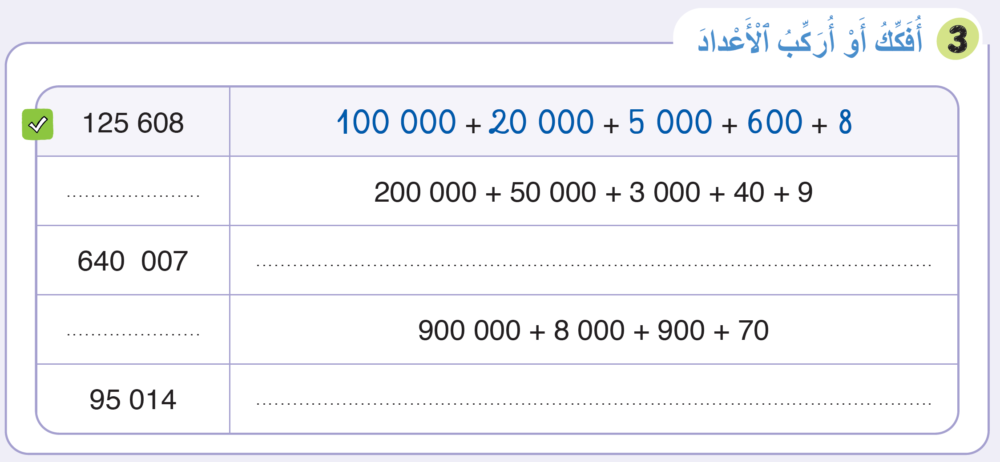 3 أُفَكِّكُ أَوْ أُرَكِّبُ ٱلْأَعْدادَ
125 608 100 000 + 20 000 + 5 000 + 600 + 8
..................... 200 000 + 50 000 + 3 000 + 40 + 9
640 007 .....................
..................... 900 000 + 8 000 + 900 + 70
95 014 .....................